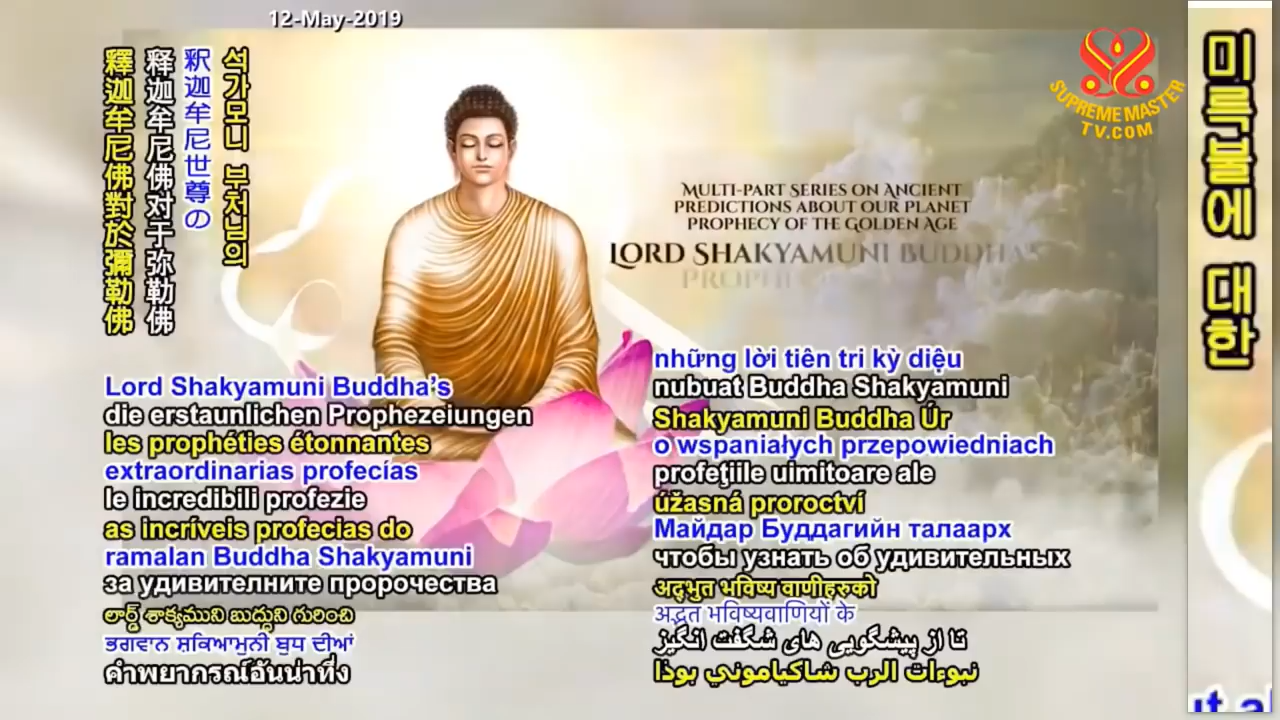 12-May-2019
釋迦牟尼佛對於彌勒佛
释迦牟尼佛对于弥勒佛
釈迦牟尼世尊の
석가모니 부처님의
SUPREME MASTER
TV.COM
MULTI-PART SERIES ON ANCIENT
PREDICTIONS ABOUT OUR PLANET
PROPHECY OF THE GOLDEN AGE
LORD SHAKYAMUNI BUDDHA'S
Lord Shakyamuni Buddha's
die erstaunlichen Prophezeiungen
les prophéties étonnantes
extraordinarias profecías
le incredibili profezie
as incríveis profecias do
ramalan Buddha Shakyamuni
за удивителните пророчества
లార్డ్ శాక్యముని బుద్ధుని గురించి
ਭਗਵਾਨ ਸ਼ਕਿਆਮੁਨੀ ਬੁਧ ਦੀਆਂ
คำพยากรณ์อันน่าทึ่ง
những lời tiên tri kỳ diệu
nubuat Buddha Shakyamuni
Shakyamuni Buddha Úr
o wspaniałych przepowiedniach
profeţiile uimitoare ale
úžasná proroctví
Майдар Буддагийн талаарх
чтобы узнать об удивительных
अद्भुत भविष्य वाणीहरुको
अद्भुत भविष्यवाणियों के
تا از پیشگویی های شگفت انگیز
نبوءات الرب شاكياموني بوذا
미륵불에 대한